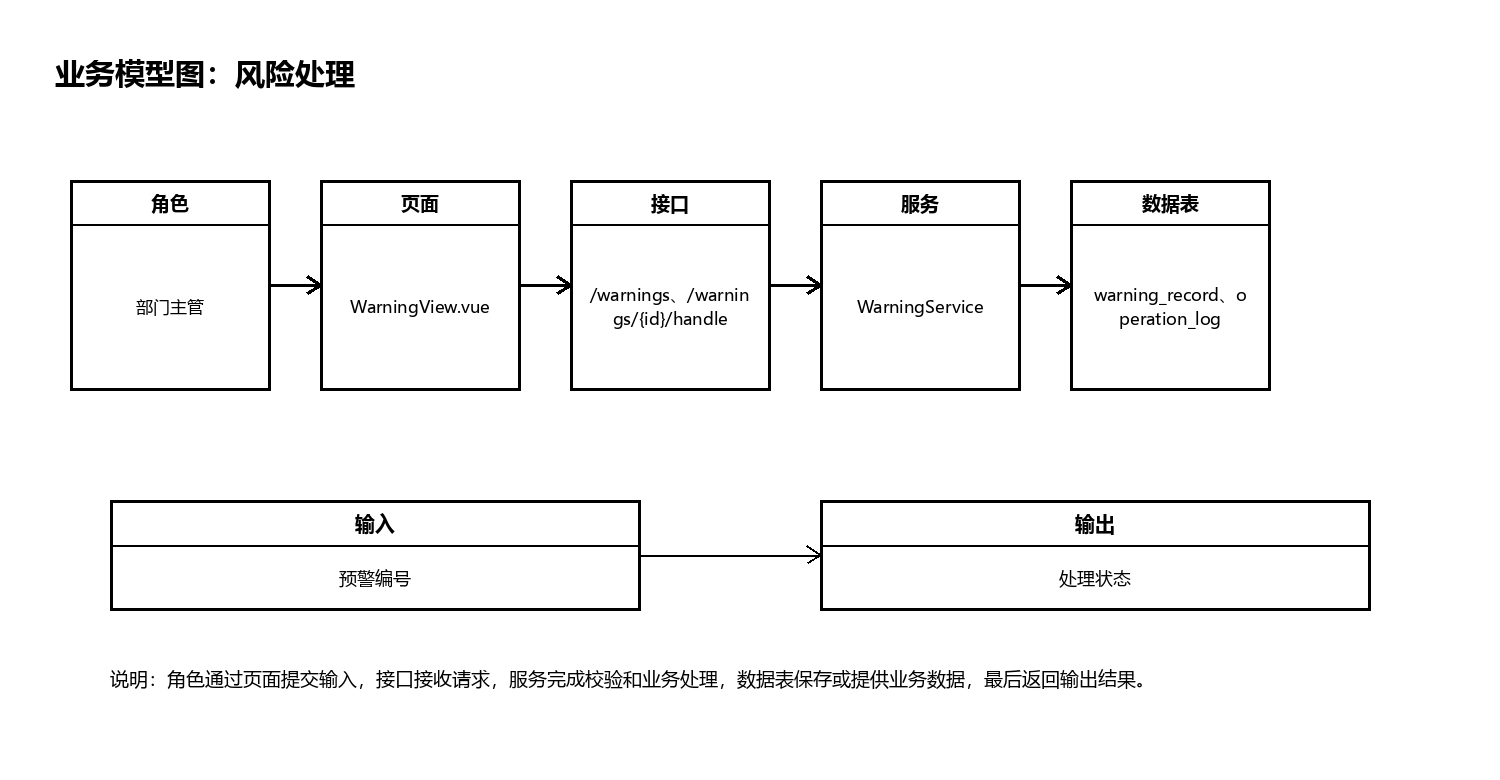 业务模型图：风险处理
角色
部门主管
页面
WarningView.vue
接口
/warnings、/warnin
gs/{id}/handle
服务
WarningService
数据表
warning_record、o
peration_log
输入
预警编号
输出
处理状态
说明：角色通过页面提交输入，接口接收请求，服务完成校验和业务处理，数据表保存或提供业务数据，最后返回输出结果。